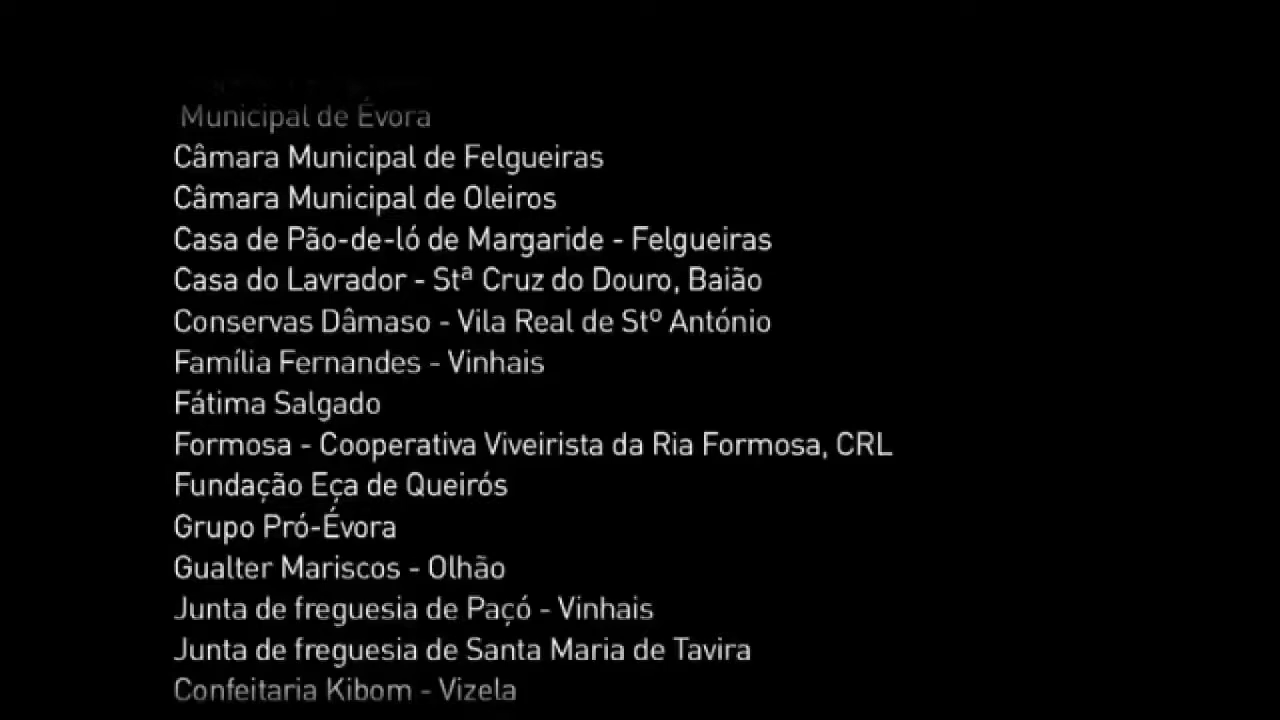 Municipal de Évora
Câmara Municipal de Felgueiras
Câmara Municipal de Oleiros
Casa de Pão-de-ló de Margaride - Felgueiras
Casa do Lavrador - Stª Cruz do Douro, Baião
Conservas Dâmaso - Vila Real de Stº António
Família Fernandes - Vinhais
Fátima Salgado
Formosa - Cooperativa Viveirista da Ria Formosa, CRL
Fundação Eça de Queirós
Grupo Pró-Évora
Gualter Mariscos - Olhão
Junta de freguesia de Paçó - Vinhais
Junta de freguesia de Santa Maria de Tavira
Confeitaria Kibom - Vizela